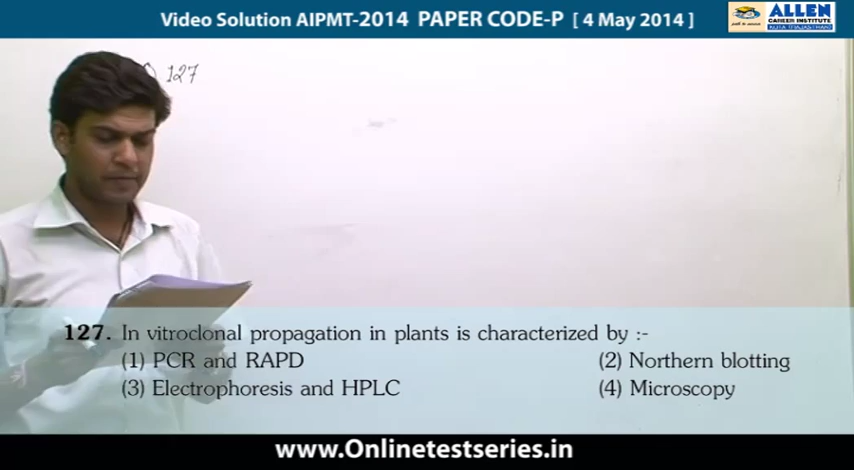 Video Solution AIPMT-2014 PAPER CODE-P [ 4 May 2014 ]
ALLEN
CAREER INSTITUTE
KOTA (RAJASTHAN)
127
127. In vitroclonal propagation in plants is characterized by :-
(1) PCR and RAPD (2) Northern blotting
(3) Electrophoresis and HPLC (4) Microscopy
www.Onlinetestseries.in